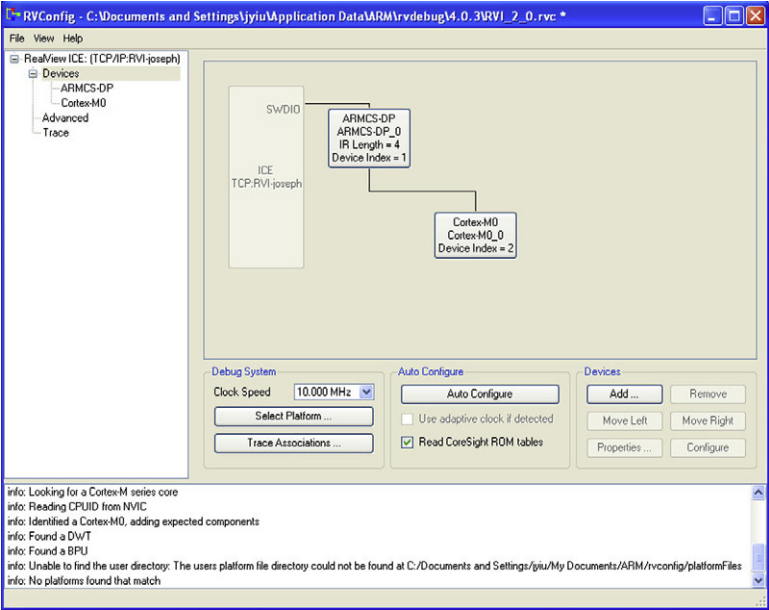 RVConfig - C:\Documents and Settings\jyiu\Application Data\ARM\rvdebug\4.0.3\RVI_2_0.rvc *
File View Help
RealView ICE: (TCP/IP:RVI-joseph)
Devices
ARMCS-DP
Cortex-M0
Advanced
Trace
SWDIO
ICE
TCP:RVI-joseph
ARMCS-DP
ARMCS-DP_0
IR Length = 4
Device Index = 1
Cortex-M0
Cortex-M0_0
Device Index = 2
Debug System
Clock Speed 10.000 MHz
Select Platform ...
Trace Associations ...
Auto Configure
Auto Configure
Use adaptive clock if detected
Read CoreSight ROM tables
Devices
Add ... Remove
Move Left Move Right
Properties ... Configure
info: Looking for a Cortex-M series core
info: Reading CPUID from NVIC
info: Identified a Cortex-M0, adding expected components
info: Found a DWT
info: Found a BPU
info: Unable to find the user directory: The users platform file directory could not be found at C:/Documents and Settings/jyiu/My Documents/ARM/rvconfig/platformFiles
info: No platforms found that match